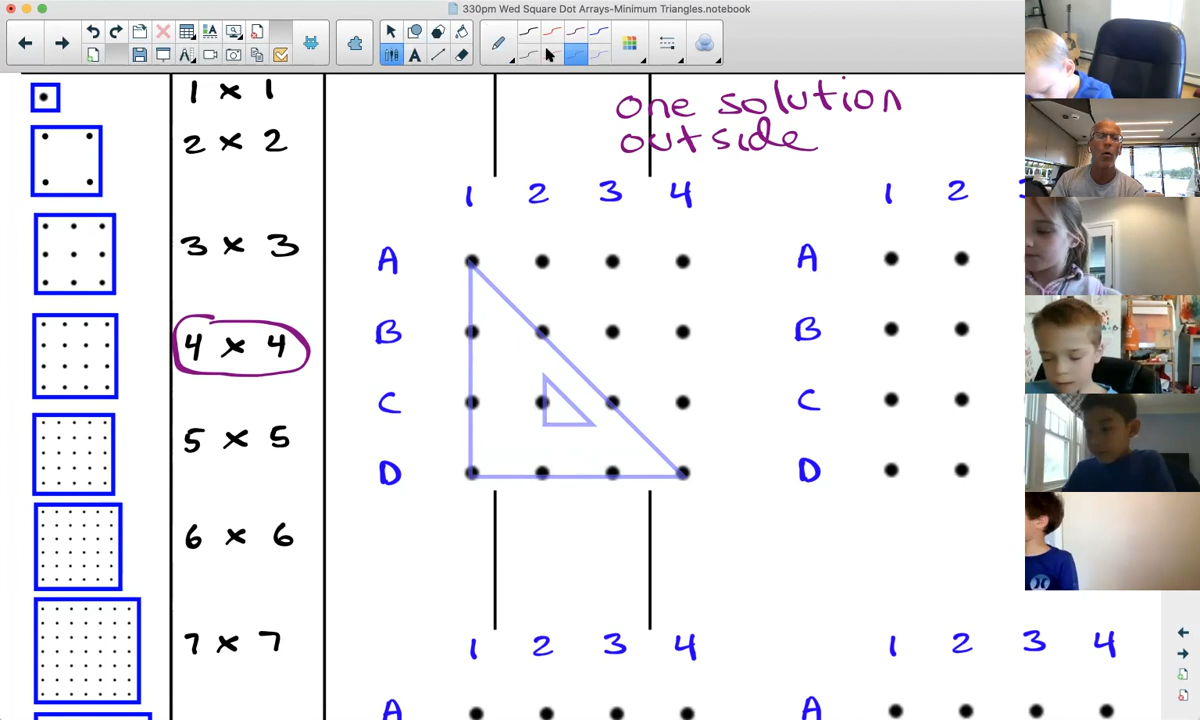 330pm Wed Square Dot Arrays-Minimum Triangles.notebook
A
1 x 1
2 x 2
3 x 3
4 x 4
5 x 5
6 x 6
7 x 7
one solution
outside
1 2 3 4
A
B
C
D
1 2 3
A
B
C
D
1 2 3 4
A
1 2 3 4
A